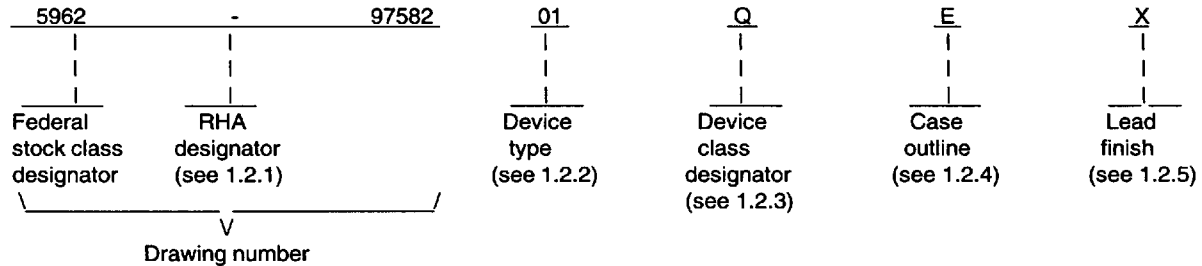 5962 - 97582 01 Q E X
Federal stock class designator
RHA designator (see 1.2.1)
Device type (see 1.2.2)
Device class designator (see 1.2.3)
Case outline (see 1.2.4)
Lead finish (see 1.2.5)
Drawing number